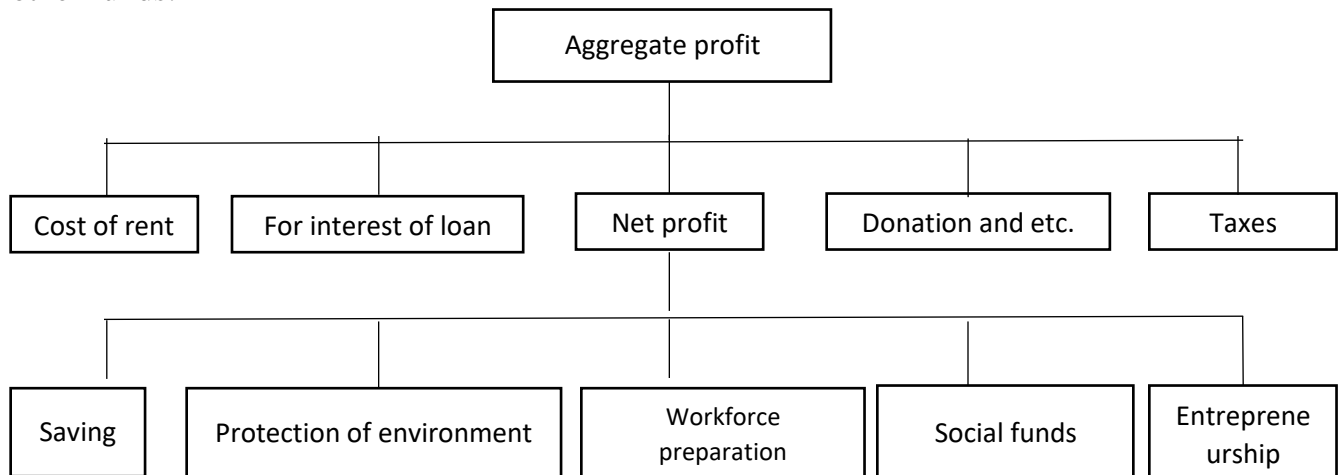 Aggregate profit
Cost of rent
For interest of loan
Net profit
Donation and etc.
Taxes
Saving
Protection of environment
Workforce
preparation
Social funds
Entreprene
urship